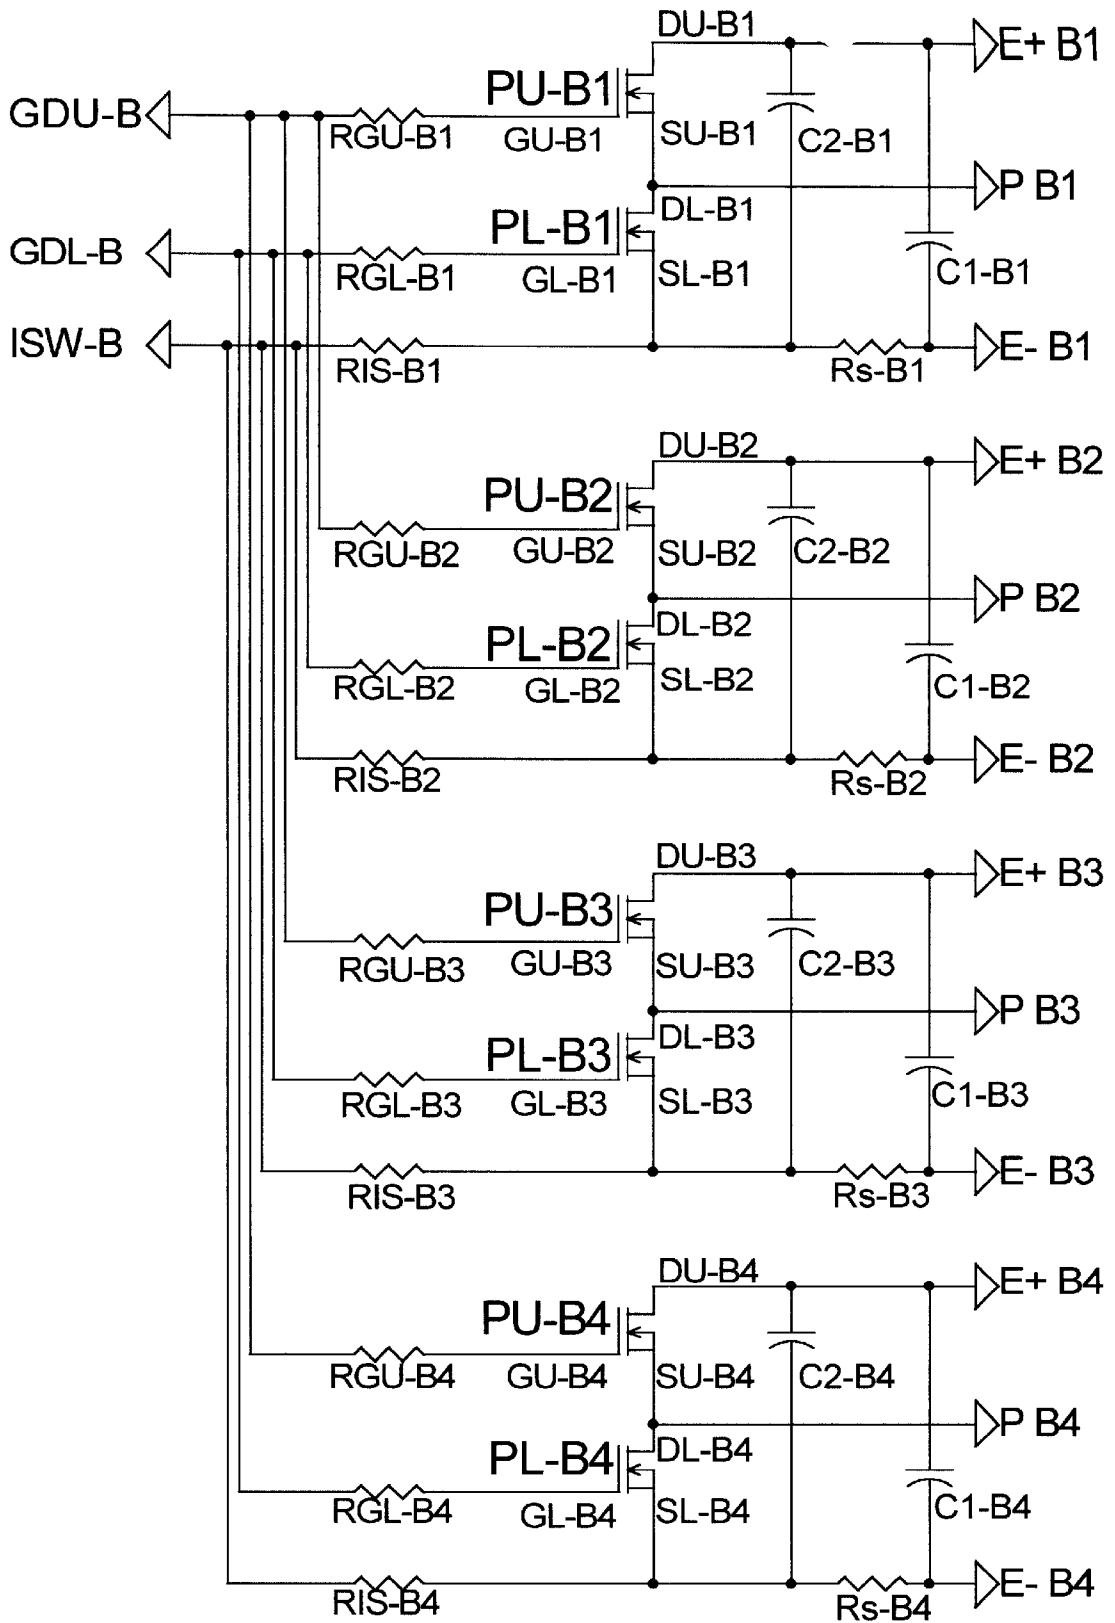 DU-B1
E+ B1
PU-B1
GDU-B
RGU-B1
GU-B1
SU-B1
C2-B1
P B1
DL-B1
PL-B1
GDL-B
RGL-B1
GL-B1
SL-B1
C1-B1
ISW-B
RIS-B1
Rs-B1
E- B1
DU-B2
E+ B2
PU-B2
RGU-B2
GU-B2
SU-B2
C2-B2
P B2
DL-B2
PL-B2
RGL-B2
GL-B2
SL-B2
C1-B2
RIS-B2
Rs-B2
E- B2
DU-B3
E+ B3
PU-B3
RGU-B3
GU-B3
SU-B3
C2-B3
P B3
DL-B3
PL-B3
RGL-B3
GL-B3
SL-B3
C1-B3
RIS-B3
Rs-B3
E- B3
DU-B4
E+ B4
PU-B4
RGU-B4
GU-B4
SU-B4
C2-B4
P B4
DL-B4
PL-B4
RGL-B4
GL-B4
SL-B4
C1-B4
RIS-B4
Rs-B4
E- B4